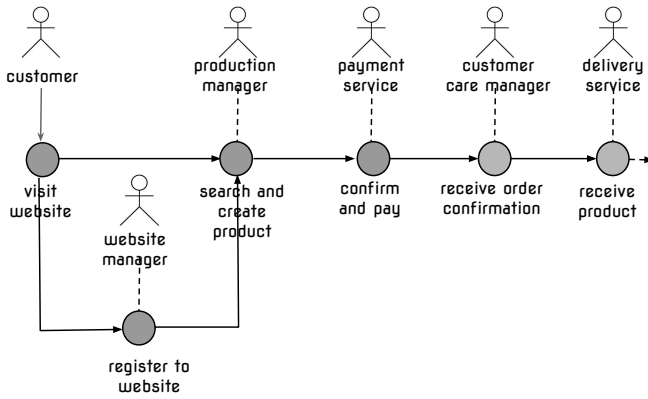 customer
production
manager
payment
service
customer
care manager
delivery
service
visit
website
website
manager
search and
create
product
confirm
and pay
receive order
confirmation
receive
product
register to
website